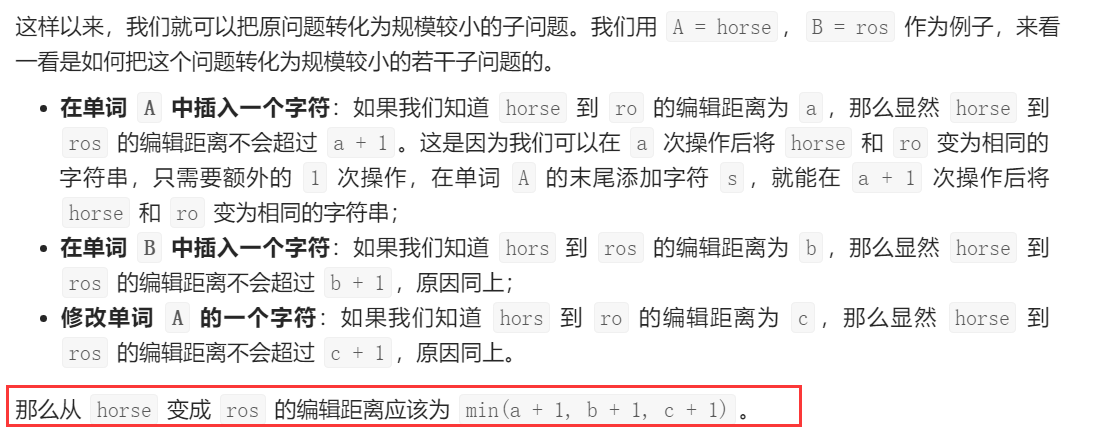 这样以来，我们就可以把原问题转化为规模较小的子问题。我们用 A = horse，B = ros 作为例子，来看
一看是如何把这个问题转化为规模较小的若干子问题的。
• 在单词 A 中插入一个字符：如果我们知道 horse 到 ro 的编辑距离为 a，那么显然 horse 到
ros 的编辑距离不会超过 a + 1。这是因为我们可以在 a 次操作后将 horse 和 ro 变为相同的
字符串，只需要额外的 1 次操作，在单词 A 的末尾添加字符 s，就能在 a + 1 次操作后将
horse 和 ro 变为相同的字符串；
• 在单词 B 中插入一个字符：如果我们知道 hors 到 ros 的编辑距离为 b，那么显然 horse 到
ros 的编辑距离不会超过 b + 1，原因同上；
• 修改单词 A 的一个字符：如果我们知道 hors 到 ro 的编辑距离为 c，那么显然 horse 到
ros 的编辑距离不会超过 c + 1，原因同上。
那么从 horse 变成 ros 的编辑距离应该为 min(a + 1, b + 1, c + 1)。